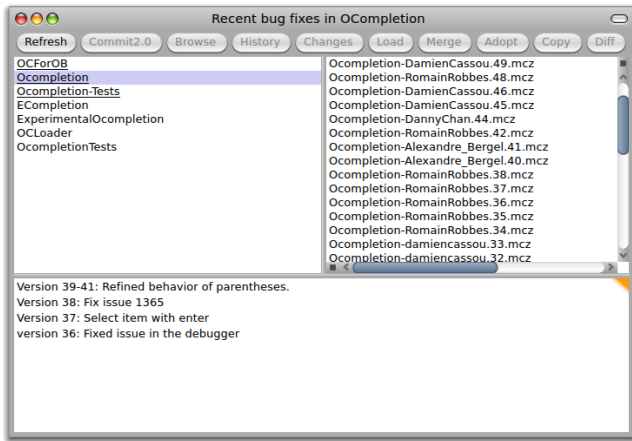 Recent bug fixes in OCompletion
Refresh Commit2.0 Browse History Changes Load Merge Adopt Copy Diff
OCForOB
Ocompletion
Ocompletion-Tests
ECompletion
ExperimentalOcompletion
OCLoader
OcompletionTests
Ocompletion-DamienCassou.49.mcz
Ocompletion-RomainRobbes.48.mcz
Ocompletion-DamienCassou.46.mcz
Ocompletion-DamienCassou.45.mcz
Ocompletion-DannyChan.44.mcz
Ocompletion-RomainRobbes.42.mcz
Ocompletion-Alexandre_Bergel.41.mcz
Ocompletion-Alexandre_Bergel.40.mcz
Ocompletion-RomainRobbes.38.mcz
Ocompletion-RomainRobbes.37.mcz
Ocompletion-RomainRobbes.36.mcz
Ocompletion-RomainRobbes.35.mcz
Ocompletion-RomainRobbes.34.mcz
Ocompletion-damiencassou.33.mcz
Ocompletion-damiencassou.32.mcz
Version 39-41: Refined behavior of parentheses.
Version 38: Fix issue 1365
Version 37: Select item with enter
version 36: Fixed issue in the debugger